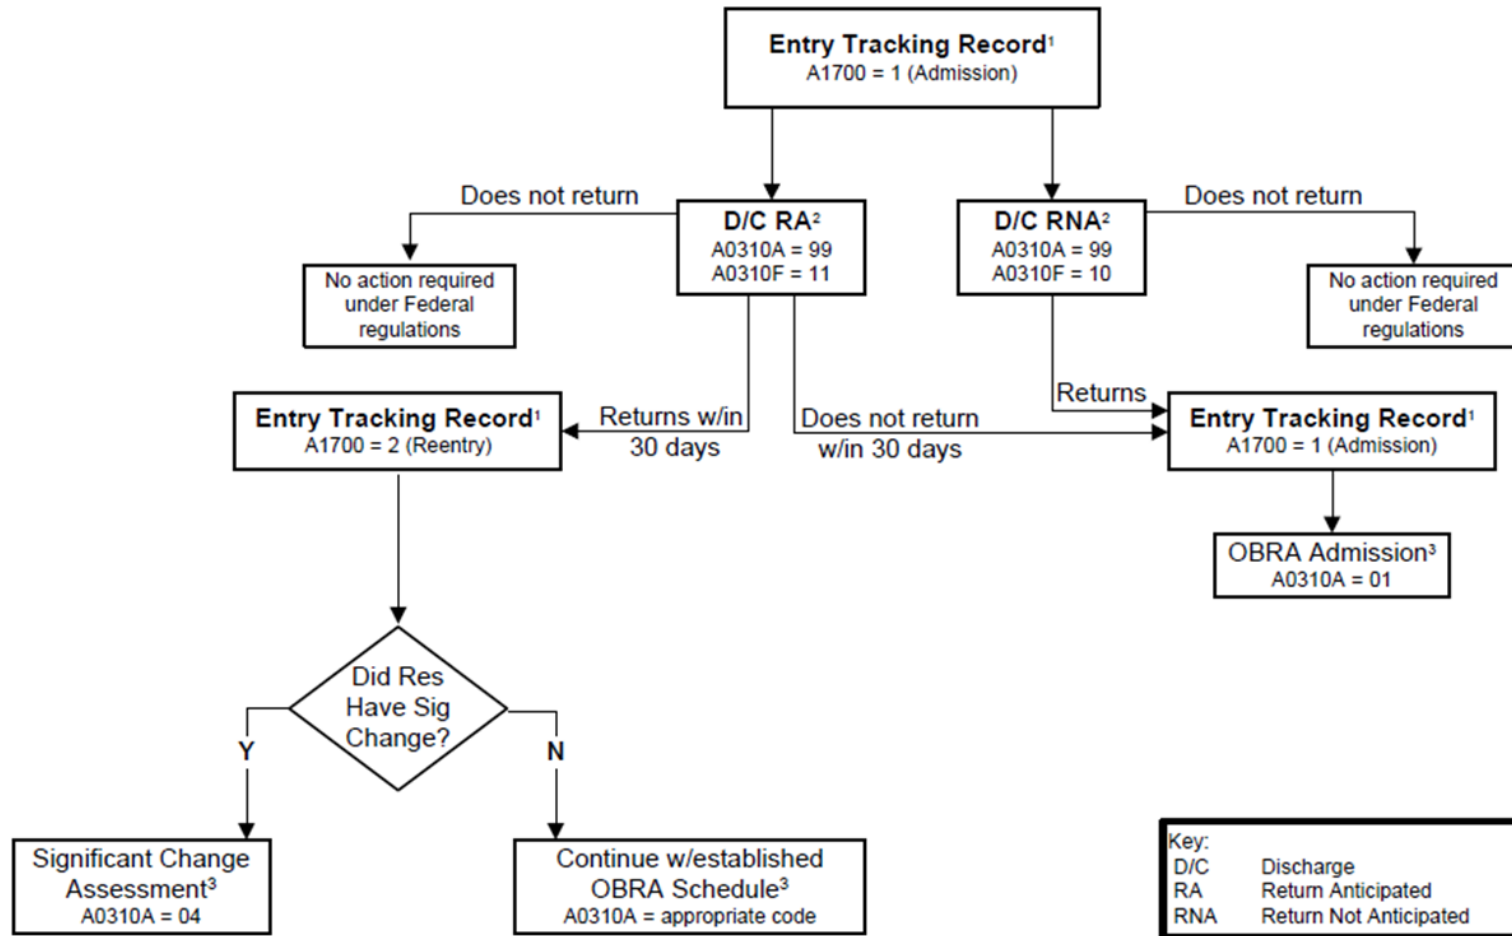 Entry Tracking Record¹
A1700 = 1 (Admission)
Does not return
Does not return
D/C RA²
A0310A = 99
A0310F = 11
D/C RNA²
A0310A = 99
A0310F = 10
No action required
under Federal
regulations
No action required
under Federal
regulations
Entry Tracking Record¹
A1700 = 2 (Reentry)
Returns w/in
30 days
Does not return
w/in 30 days
Returns
Entry Tracking Record¹
A1700 = 1 (Admission)
OBRA Admission³
A0310A = 01
Did Res
Have Sig
Change?
Y
N
Significant Change
Assessment³
A0310A = 04
Continue w/established
OBRA Schedule³
A0310A = appropriate code
Key:
D/C Discharge
RA Return Anticipated
RNA Return Not Anticipated